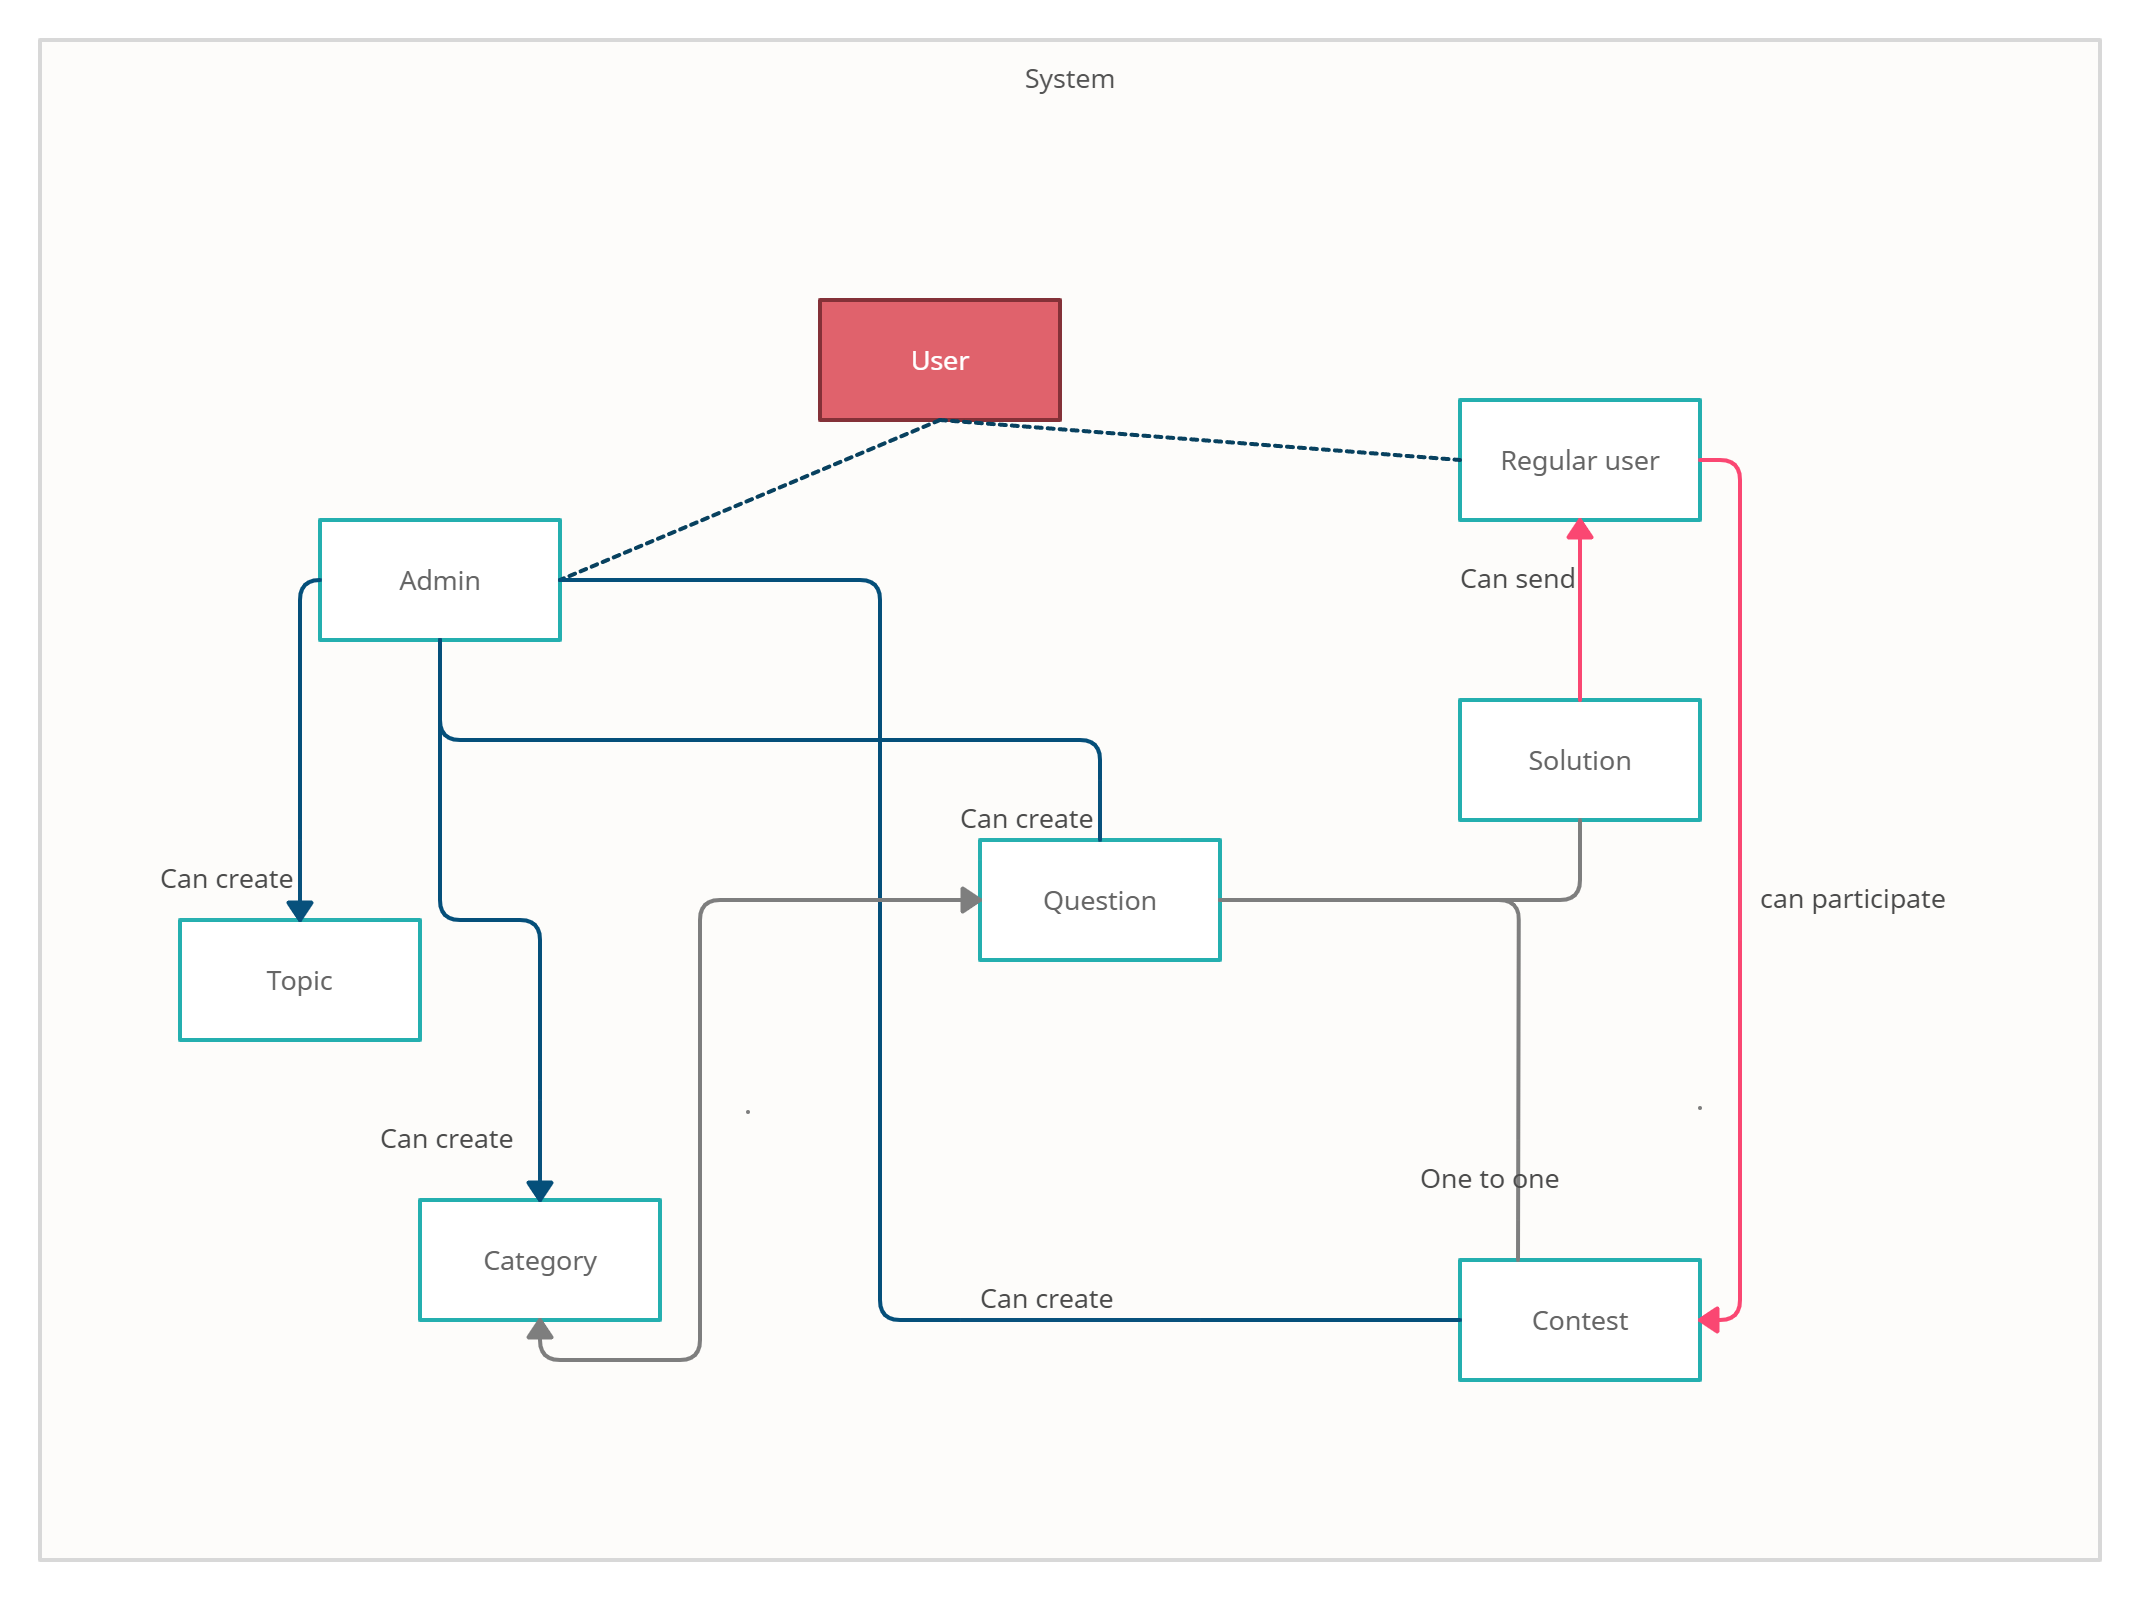 System
User
Regular user
Admin
Can send
Solution
Can create
Question
Can create
can participate
Topic
Can create
One to one
Category
Can create
Contest